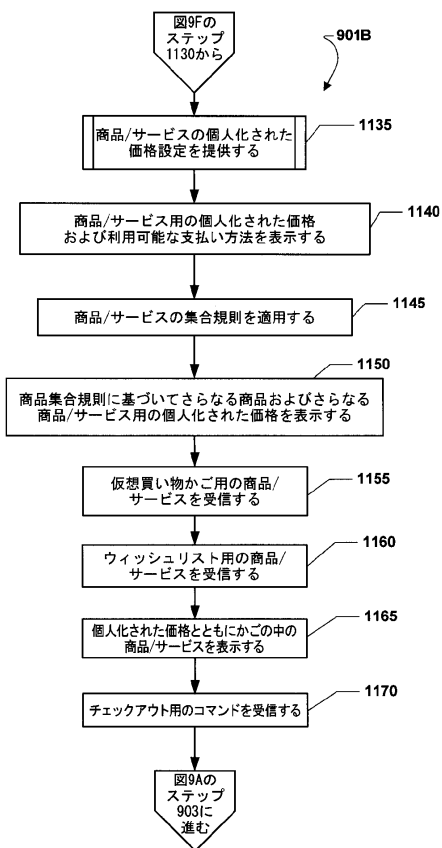 図9Fの
ステップ
1130から
901B
商品/サービスの個人化された
価格設定を提供する
1135
商品/サービス用の個人化された価格
および利用可能な支払い方法を表示する
1140
商品/サービスの集合規則を適用する
1145
1150
商品集合規則に基づいてさらなる商品およびさらなる
商品/サービス用の個人化された価格を表示する
仮想買い物かご用の商品/
サービスを受信する
1155
ウィッシュリスト用の商品/
サービスを受信する
1160
個人化された価格とともにかごの中の
商品/サービスを表示する
1165
チェックアウト用のコマンドを受信する
1170
図9Aの
ステップ
903に
進む